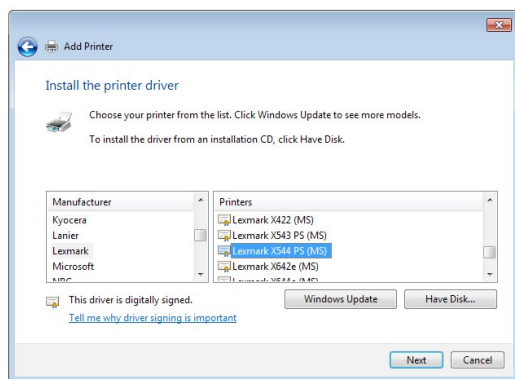 Add Printer
Install the printer driver
Choose your printer from the list. Click Windows Update to see more models.
To install the driver from an installation CD, click Have Disk.
Manufacturer
Kyocera
Lanier
Lexmark
Microsoft
Printers
Lexmark X422 (MS)
Lexmark X543 PS (MS)
Lexmark X544 PS (MS)
Lexmark X642e (MS)
This driver is digitally signed.
Tell me why driver signing is important
Windows Update
Have Disk...
Next
Cancel